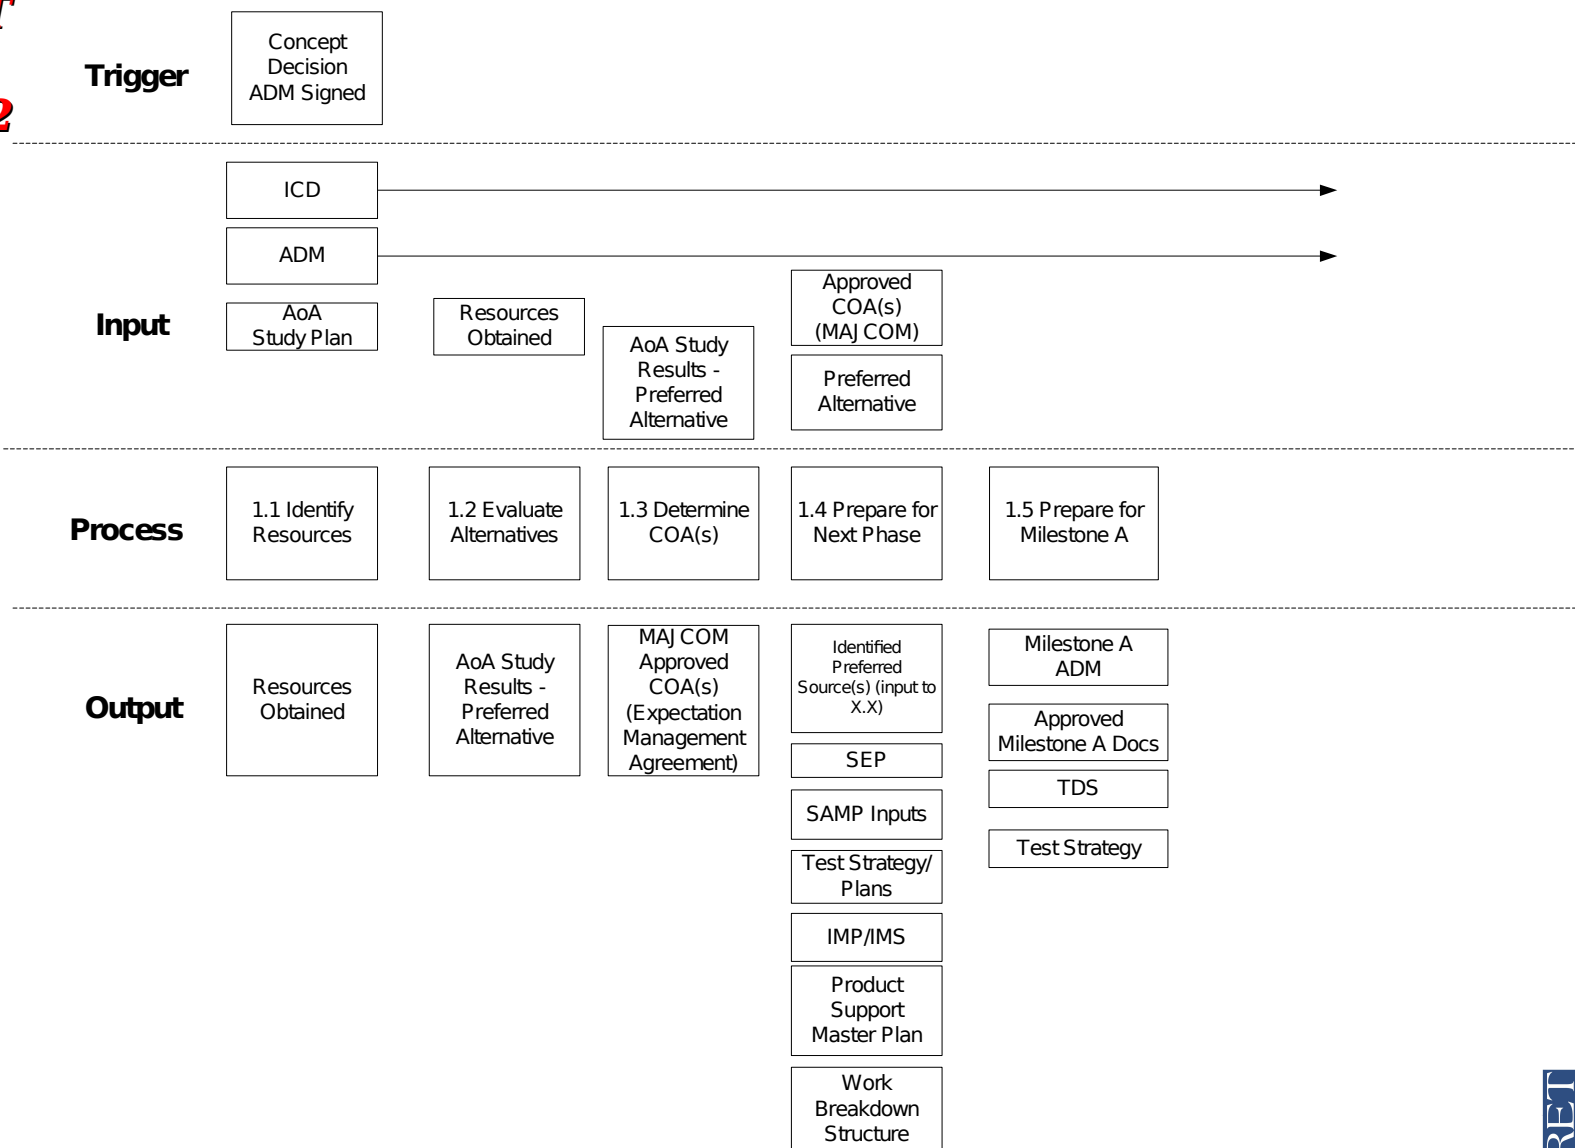 2
Trigger
Concept
Decision
ADM Signed
Input
ICD
ADM
AoA
Study Plan
Resources
Obtained
AoA Study
Results -
Preferred
Alternative
Approved
COA(s)
(MAJCOM)
Preferred
Alternative
Process
1.1 Identify
Resources
1.2 Evaluate
Alternatives
1.3 Determine
COA(s)
1.4 Prepare for
Next Phase
1.5 Prepare for
Milestone A
Output
Resources
Obtained
AoA Study
Results -
Preferred
Alternative
MAJCOM
Approved
COA(s)
(Expectation
Management
Agreement)
Identified
Preferred
Source(s) (input to
X.X)
SEP
SAMP Inputs
Test Strategy/
Plans
IMP/IMS
Product
Support
Master Plan
Work
Breakdown
Structure
Milestone A
ADM
Approved
Milestone A Docs
TDS
Test Strategy
RET